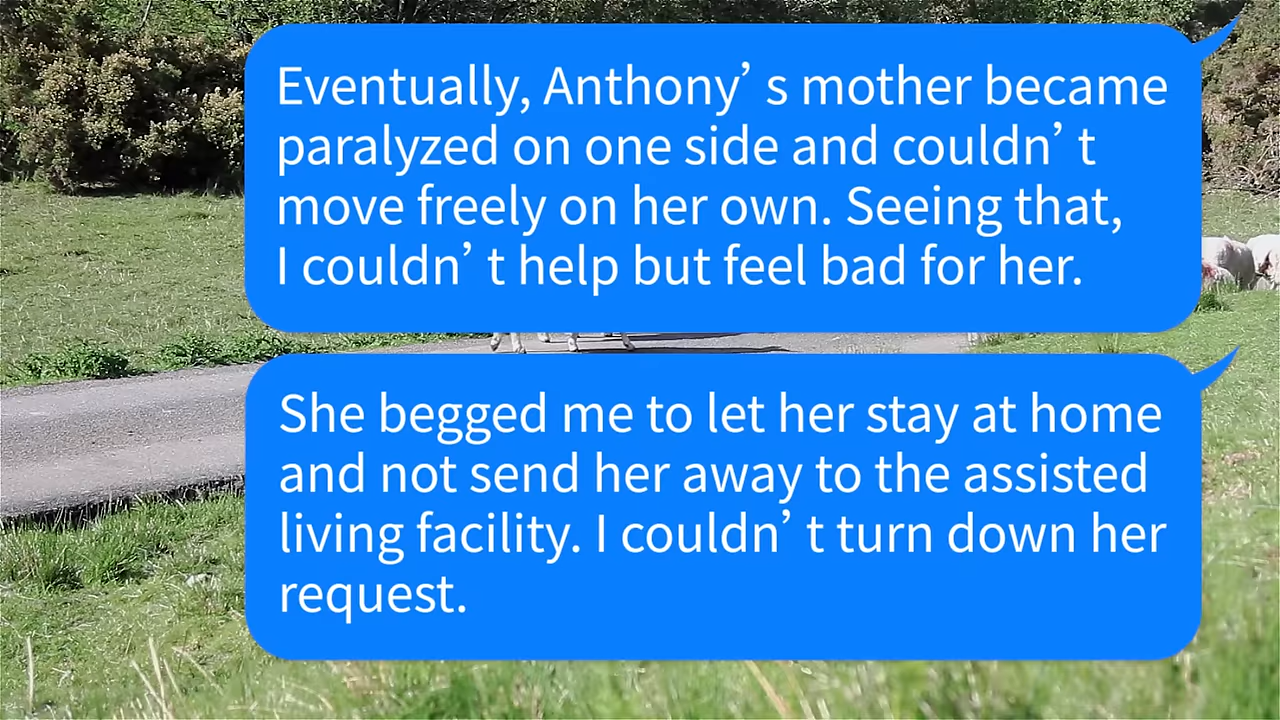 Eventually, Anthony’s mother became
paralyzed on one side and couldn’t
move freely on her own. Seeing that,
I couldn’t help but feel bad for her.
She begged me to let her stay at home
and not send her away to the assisted
living facility. I couldn’t turn down her
request.